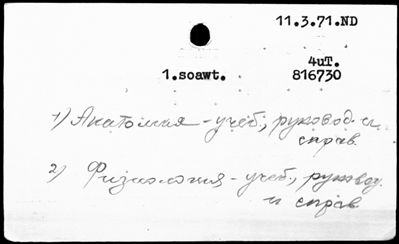 11.3.71.ND
4uT.
1.soawt. 816730
1) Анатомия - учеб., руковод. и
справ.
2) Физиология - учеб., руковод.
и справ.